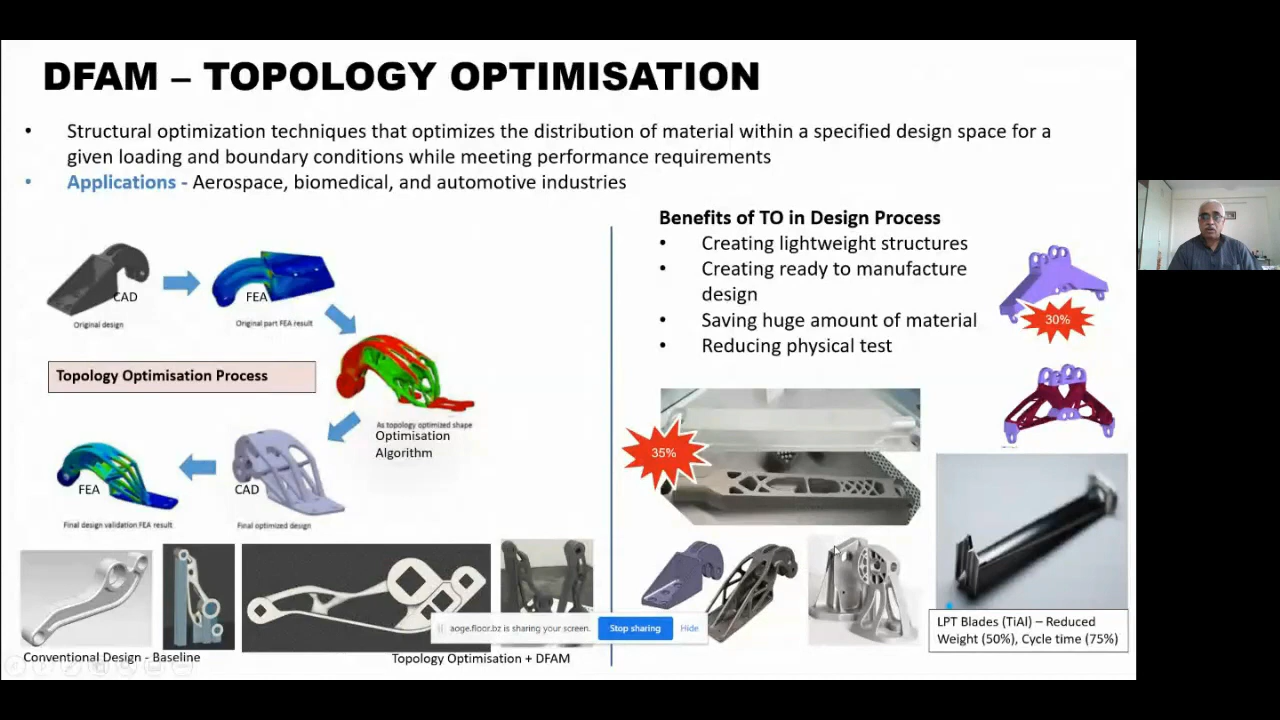 DFAM – TOPOLOGY OPTIMISATION
• Structural optimization techniques that optimizes the distribution of material within a specified design space for a
given loading and boundary conditions while meeting performance requirements
• Applications - Aerospace, biomedical, and automotive industries
CAD
Original design
FEA
Original part FEA result
Topology Optimisation Process
As topology optimized shape
Optimisation
Algorithm
FEA
Final design validation FEA result
CAD
Final optimized design
Conventional Design - Baseline
Topology Optimisation + DFAM
Benefits of TO in Design Process
• Creating lightweight structures
• Creating ready to manufacture
design
• Saving huge amount of material
• Reducing physical test
30%
35%
LPT Blades (TiAl) – Reduced
Weight (50%), Cycle time (75%)
aoge.floor.bz is sharing your screen.
Stop sharing
Hide